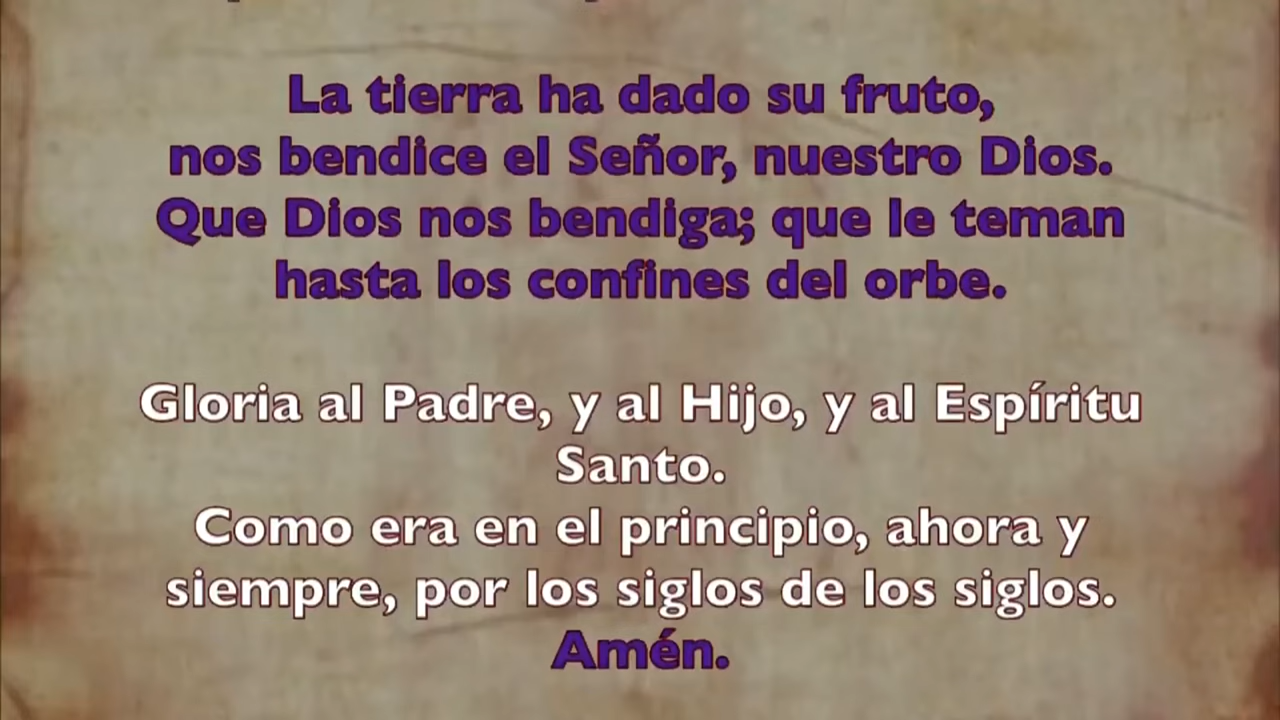 La tierra ha dado su fruto,
nos bendice el Señor, nuestro Dios.
Que Dios nos bendiga; que le teman
hasta los confines del orbe.
Gloria al Padre, y al Hijo, y al Espíritu
Santo.
Como era en el principio, ahora y
siempre, por los siglos de los siglos.
Amén.